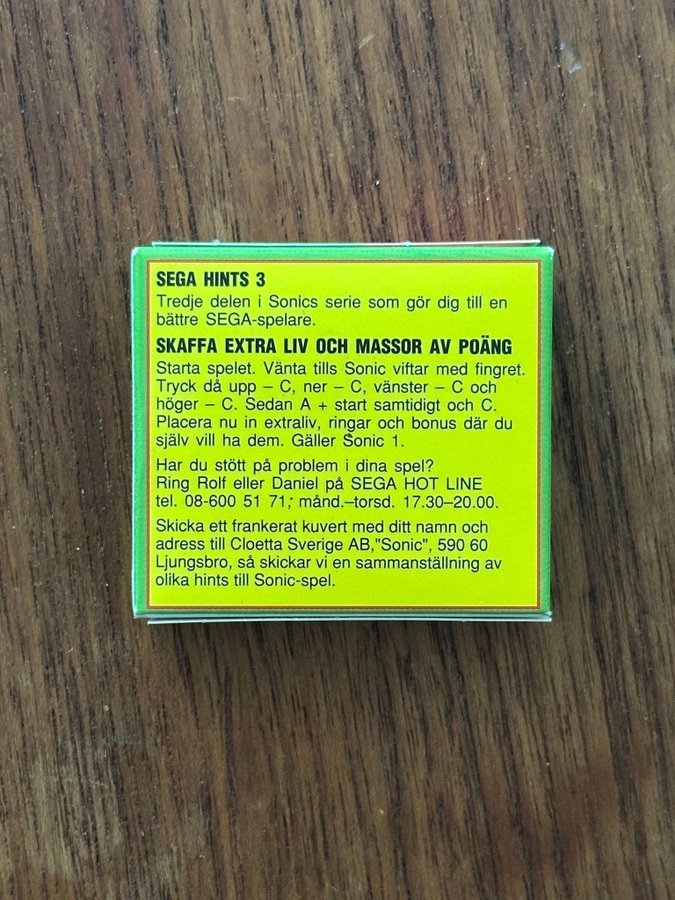 SEGA HINTS 3
Tredje delen i Sonics serie som gör dig till en
bättre SEGA-spelare.
SKAFFA EXTRA LIV OCH MASSOR AV POÄNG
Starta spelet. Vänta tills Sonic viftar med fingret.
Tryck då upp – C, ner – C, vänster – C och
höger – C. Sedan A + start samtidigt och C.
Placera nu in extraliv, ringar och bonus där du
själv vill ha dem. Gäller Sonic 1.
Har du stött på problem i dina spel?
Ring Rolf eller Daniel på SEGA HOT LINE
tel. 08-600 51 71, månd.–torsd. 17.30–20.00.
Skicka ett frankerat kuvert med ditt namn och
adress till Cloetta Sverige AB,"Sonic", 590 60
Ljungsbro, så skickar vi en sammanställning av
olika hints till Sonic-spel.